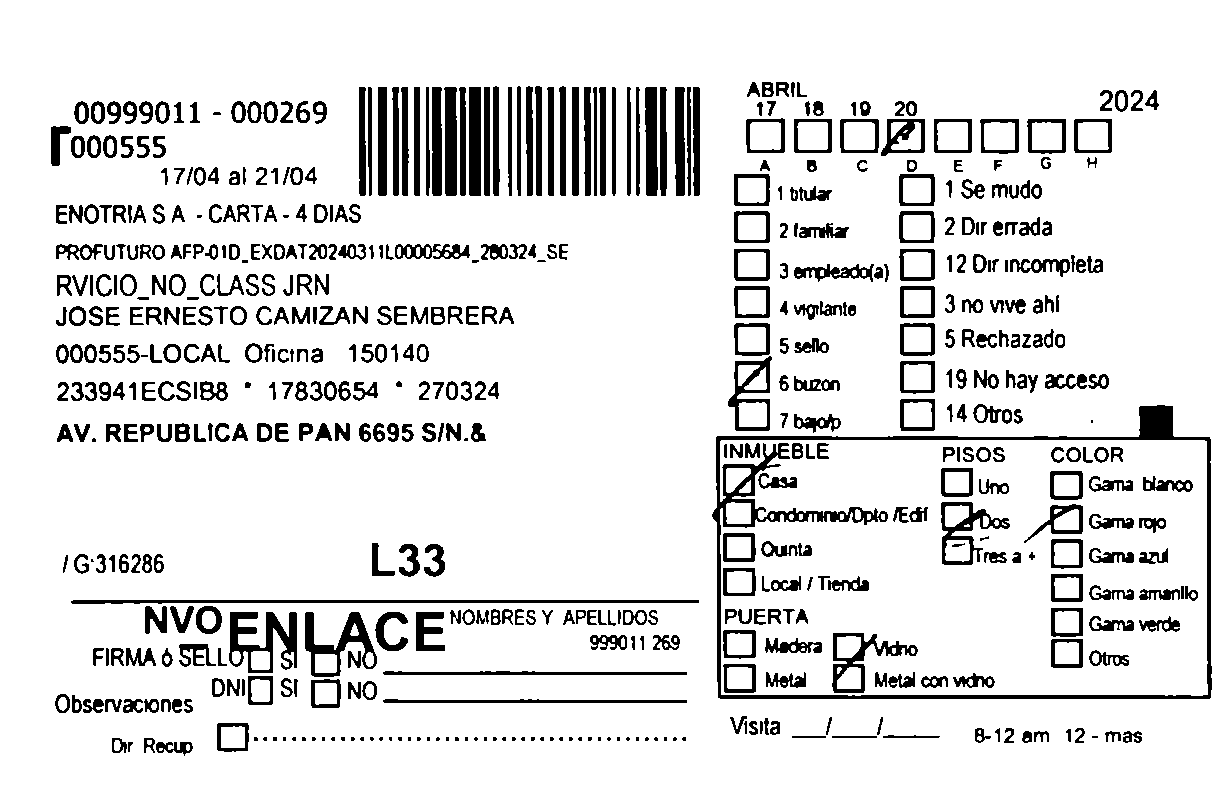 00999011 - 000269
000555
17/04 al 21/04
ENOTRIA S A - CARTA - 4 DIAS
PROFUTURO AFP-01D_EXDAT20240311L00005684_280324_SE
RVICIO_NO_CLASS JRN
JOSE ERNESTO CAMIZAN SEMBRERA
000555-LOCAL Oficina 150140
233941ECSIB8 * 17830654 * 270324
AV. REPUBLICA DE PAN 6695 S/N.&
/ G:316286 L33
NVO ENLACE NOMBRES Y APELLIDOS
999011 269
FIRMA ó SELLO SI NO
DNI SI NO
Observaciones
Dir Recup
ABRIL
2024
17 18 19 20
A B C D E F G H
1 titular
2 familiar
3 empleado(a)
4 vigilante
5 sello
6 buzon
7 bajo/p
1 Se mudo
2 Dir errada
12 Dir incompleta
3 no vive ahí
5 Rechazado
19 No hay acceso
14 Otros
INMUEBLE
Casa
Condominio/Dpto /Edif
Quinta
Local / Tienda
PISOS
Uno
Dos
Tres a +
COLOR
Gama blanco
Gama rojo
Gama azul
Gama amarillo
Gama verde
Otros
PUERTA
Madera Vidrio
Metal Metal con vidrio
Visita ___/___/_____ 8-12 am 12 - mas